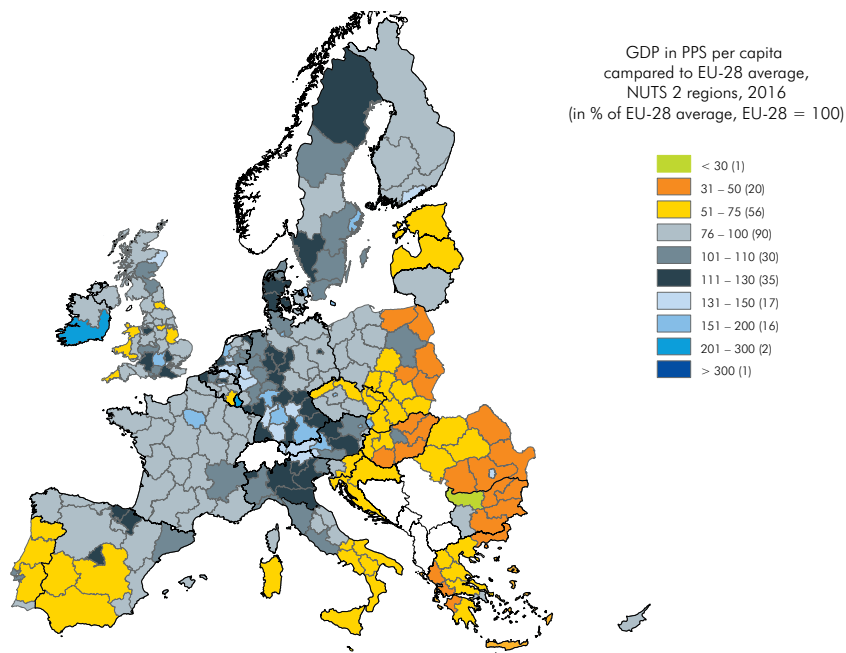 GDP in PPS per capita
campared to EU-28 average,
NUTS 2 regions, 2016
(in % of EU-28 average, EU-28 = 100)
< 30 (1)
31 – 50 (20)
51 – 75 (56)
76 – 100 (90)
101 – 110 (30)
111 – 130 (35)
131 – 150 (17)
151 – 200 (16)
201 – 300 (2)
> 300 (1)